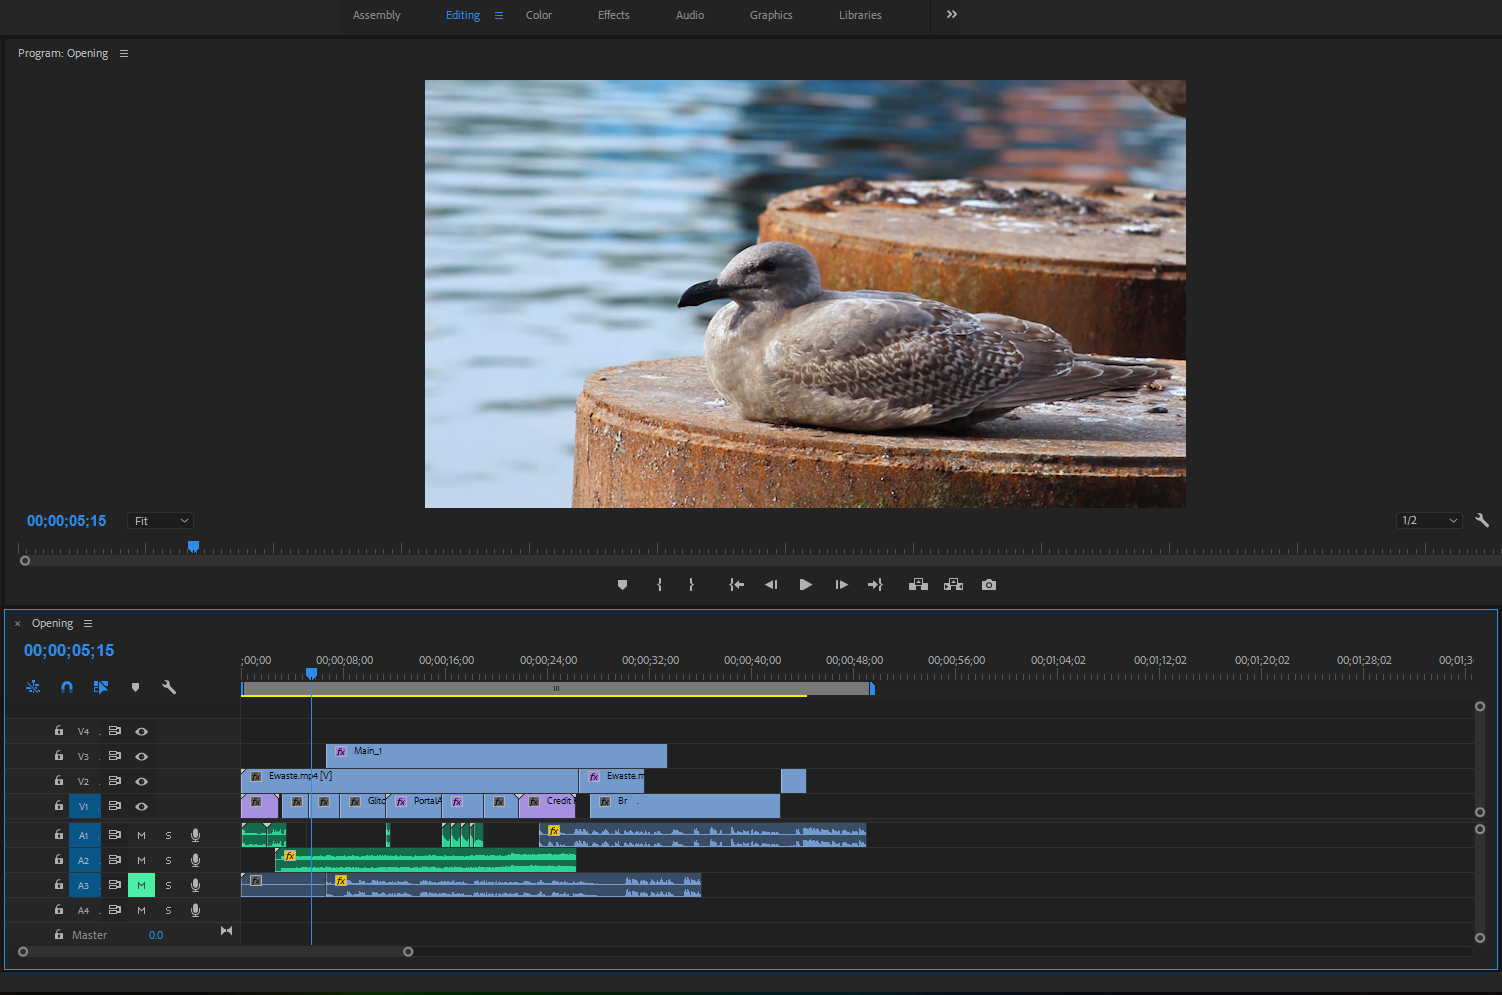 Assembly Editing Color Effects Audio Graphics Libraries
Program: Opening
00;00;05;15 Fit 1/2
Opening
00;00;05;15
;00;00 00;00;08;00 00;00;16;00 00;00;24;00 00;00;32;00 00;00;40;00 00;00;48;00 00;00;56;00 00;01;04;02 00;01;12;02 00;01;20;02 00;01;28;02 00;01;3
V4
V3 fx Main_1
V2 fx Ewaste.mp4 [V] fx Ewaste.m
V1 fx fx fx fx Glitc fx PortalA fx fx fx Credit fx Br
A1 M S fx
A2 M S fx
A3 M S fx fx
A4 M S
Master 0.0